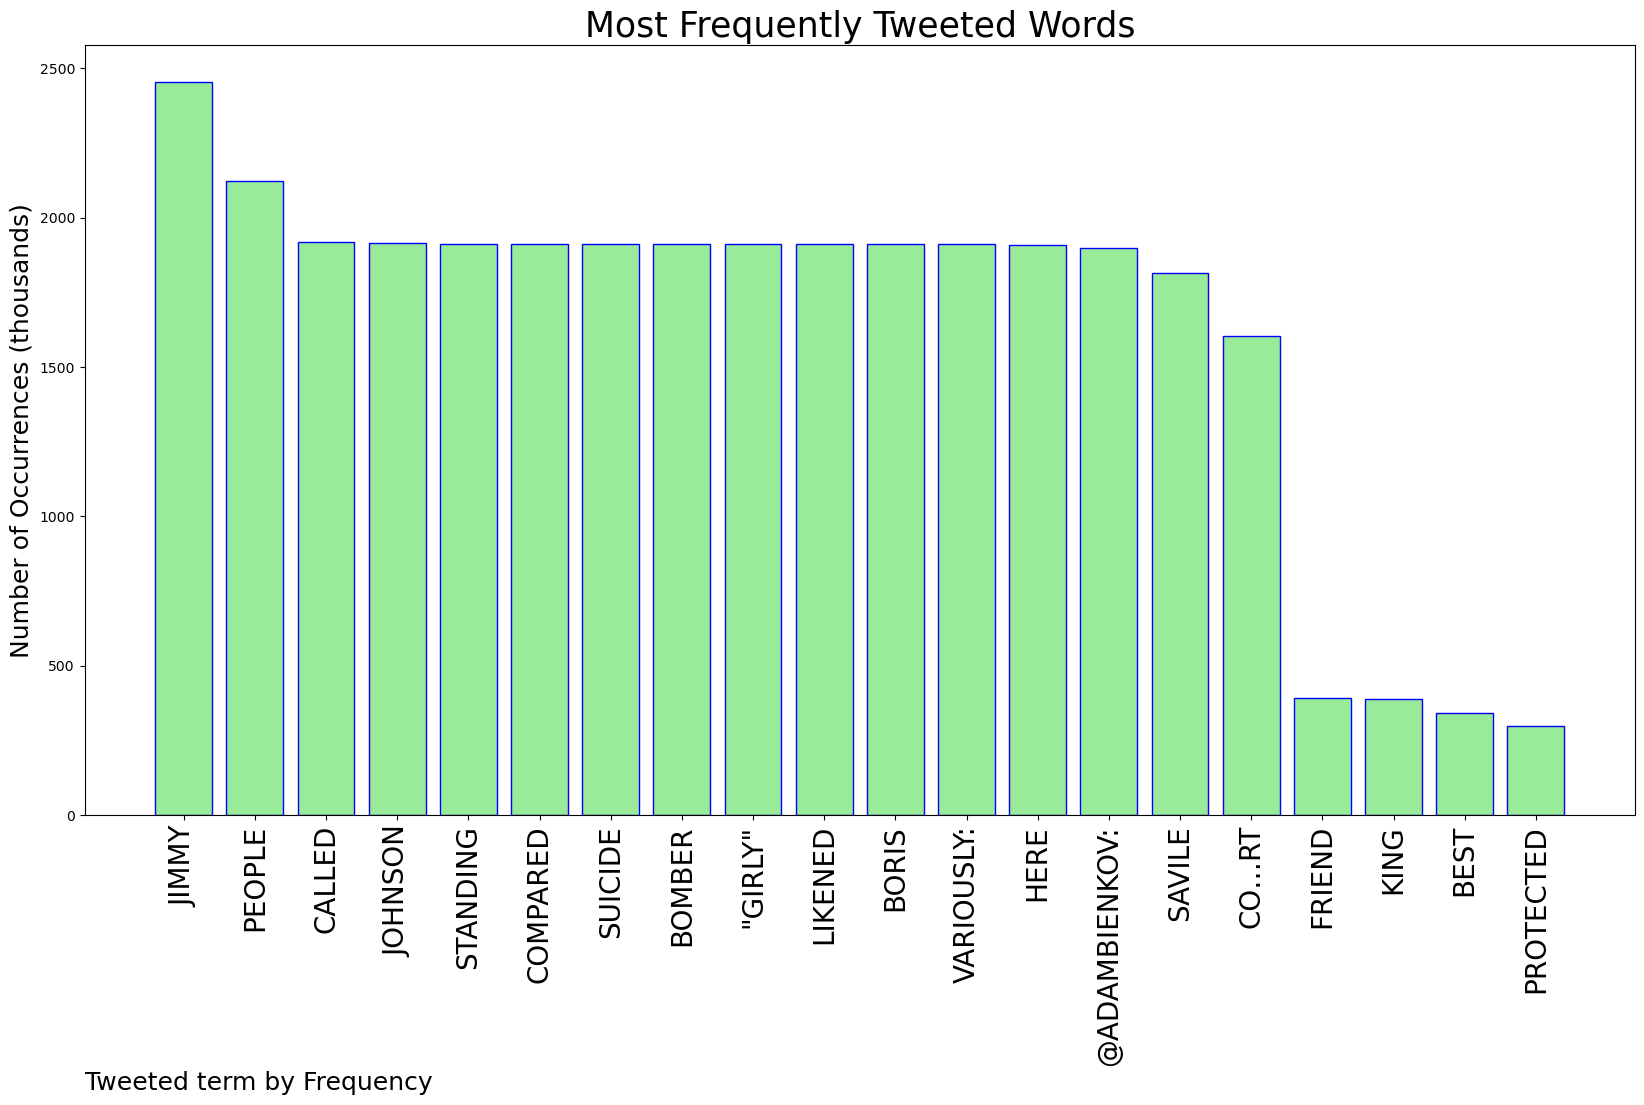 Most Frequently Tweeted Words
Number of Occurrences (thousands)
2500
2000
1500
1000
500
0
JIMMY
PEOPLE
CALLED
JOHNSON
STANDING
COMPARED
SUICIDE
BOMBER
"GIRLY"
LIKENED
BORIS
VARIOUSLY:
HERE
@ADAMBIENKOV:
SAVILE
CO…RT
FRIEND
KING
BEST
PROTECTED
Tweeted term by Frequency